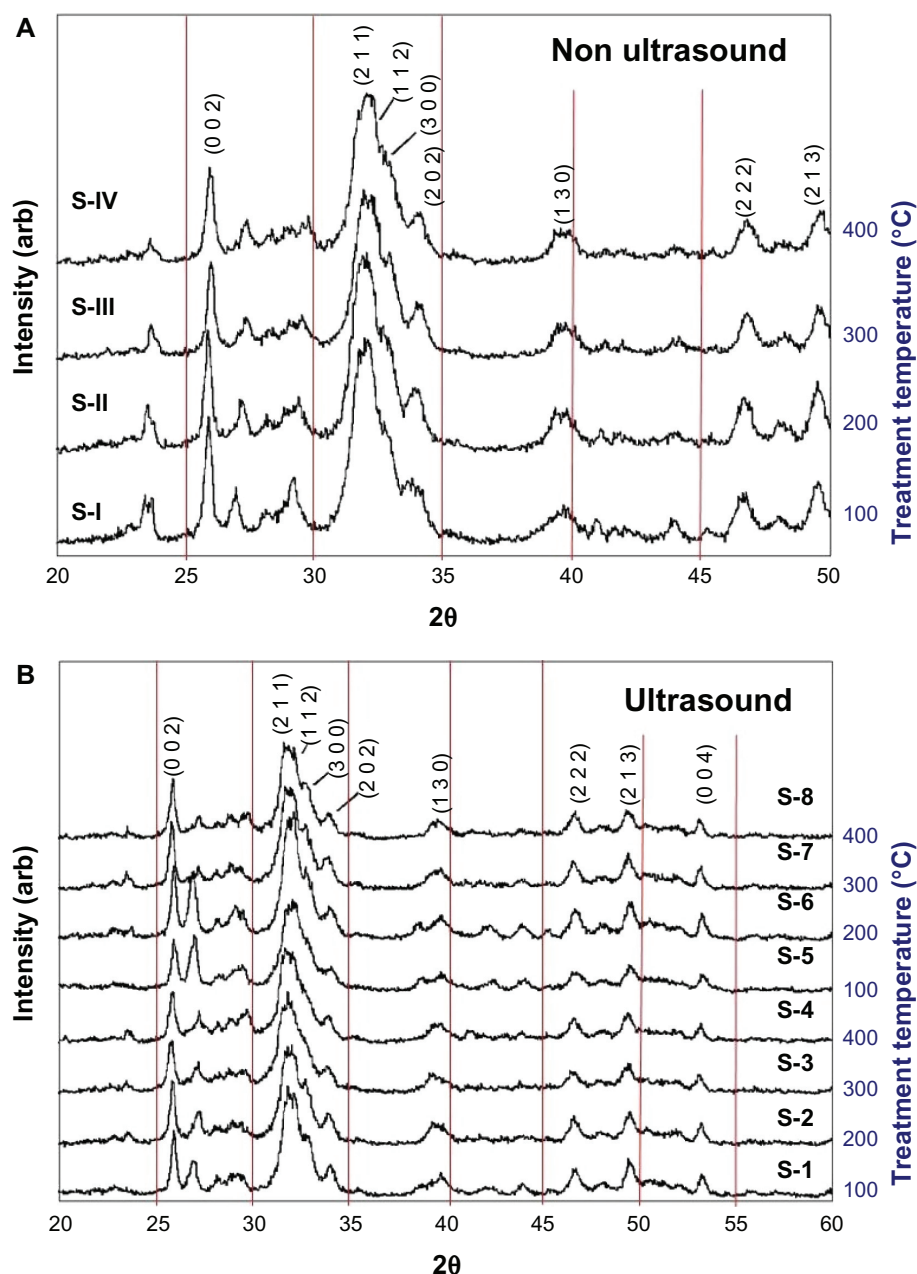 A
Non ultrasound
(0 0 2)
(2 1 1)
(1 1 2)
(3 0 0)
(2 0 2)
(1 3 0)
(2 2 2)
(2 1 3)
S-IV
S-III
S-II
S-I
Intensity (arb)
400
300
200
100
Treatment temperature (°C)
20 25 30 35 40 45 50
2θ
B
Ultrasound
(0 0 2)
(2 1 1)
(1 1 2)
(3 0 0)
(2 0 2)
(1 3 0)
(2 2 2)
(2 1 3)
(0 0 4)
S-8
S-7
S-6
S-5
S-4
S-3
S-2
S-1
Intensity (arb)
400
300
200
100
400
300
200
100
Treatment temperature (°C)
20 25 30 35 40 45 50 55 60
2θ